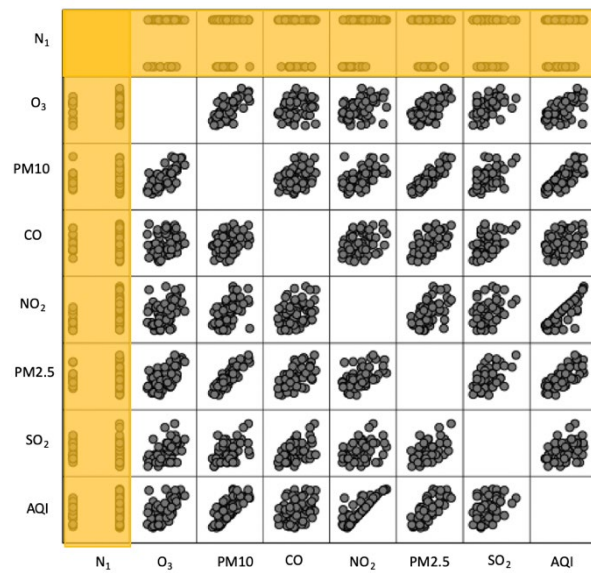 N₁
O₃
PM10
CO
NO₂
PM2.5
SO₂
AQI
N₁ O₃ PM10 CO NO₂ PM2.5 SO₂ AQI